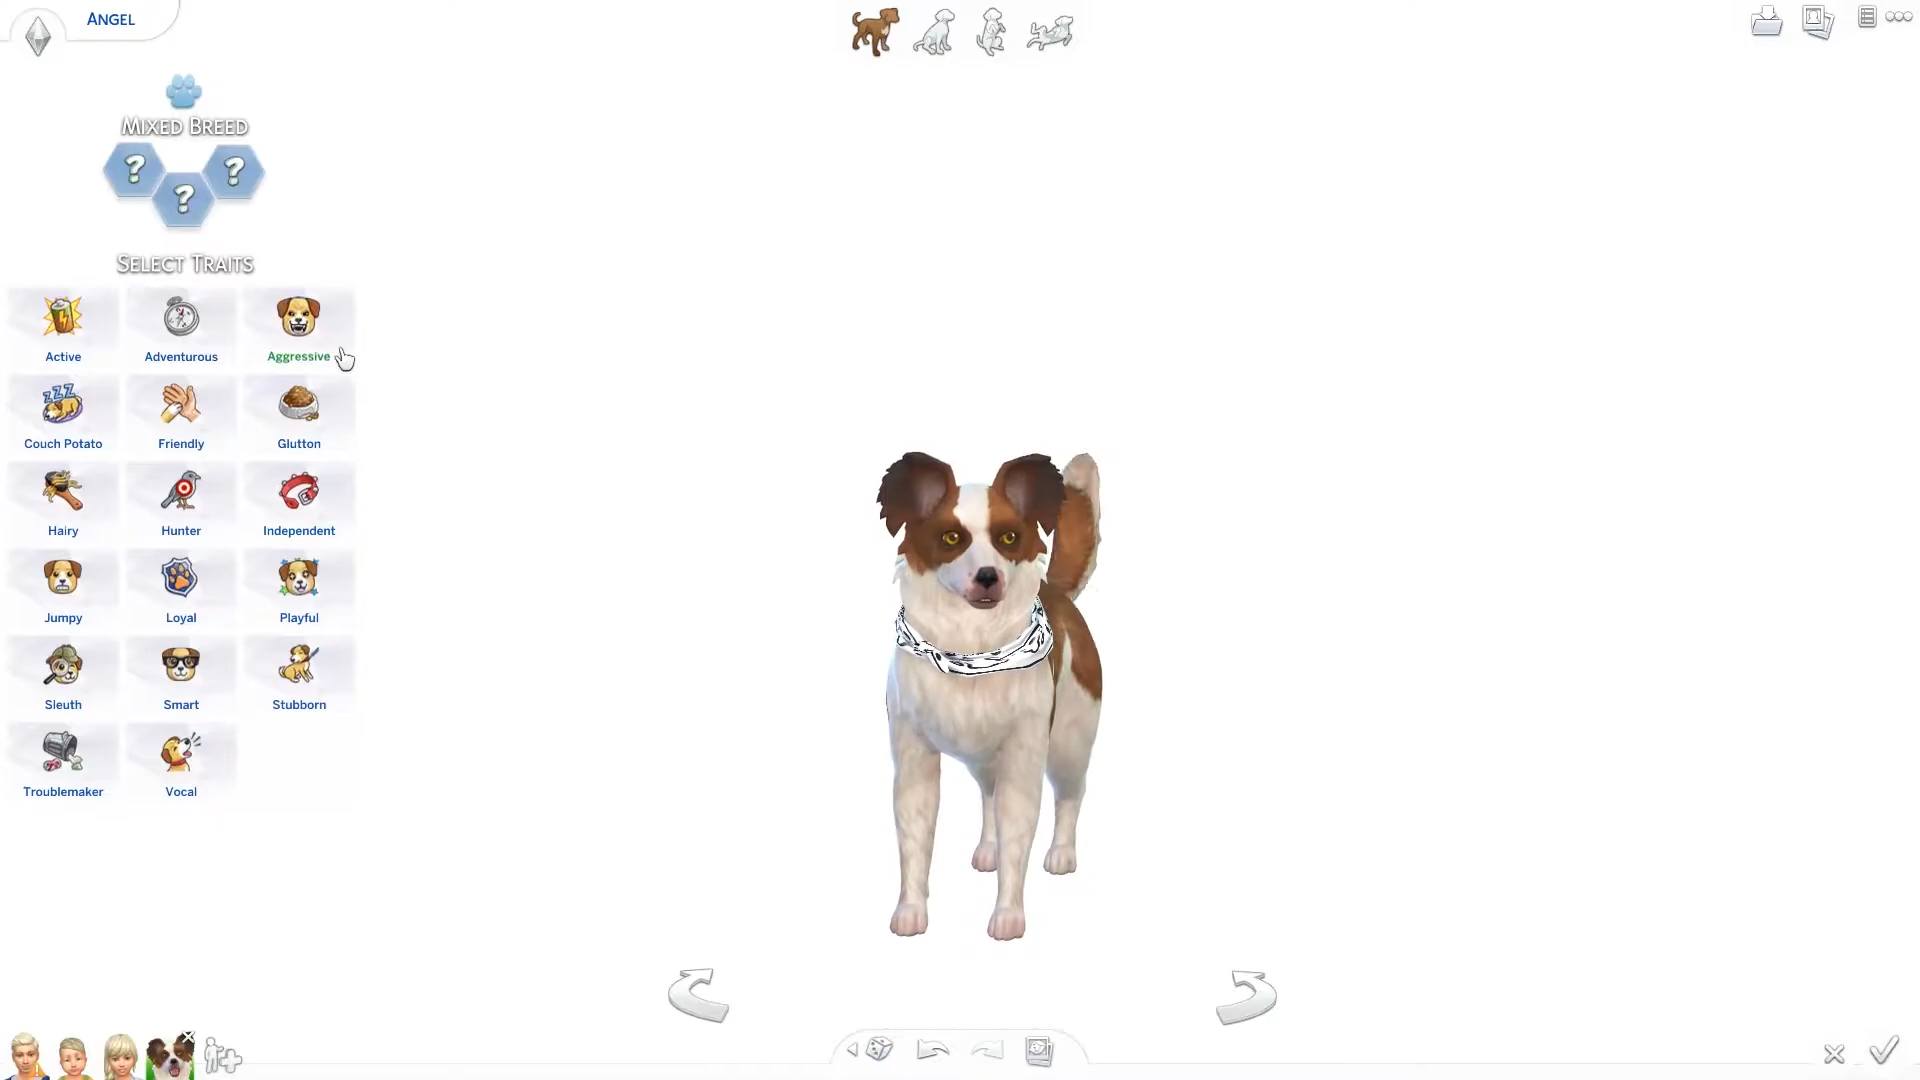 ANGEL
MIXED BREED
? ? ?
SELECT TRAITS
Active Adventurous Aggressive
Couch Potato Friendly Glutton
Hairy Hunter Independent
Jumpy Loyal Playful
Sleuth Smart Stubborn
Troublemaker Vocal